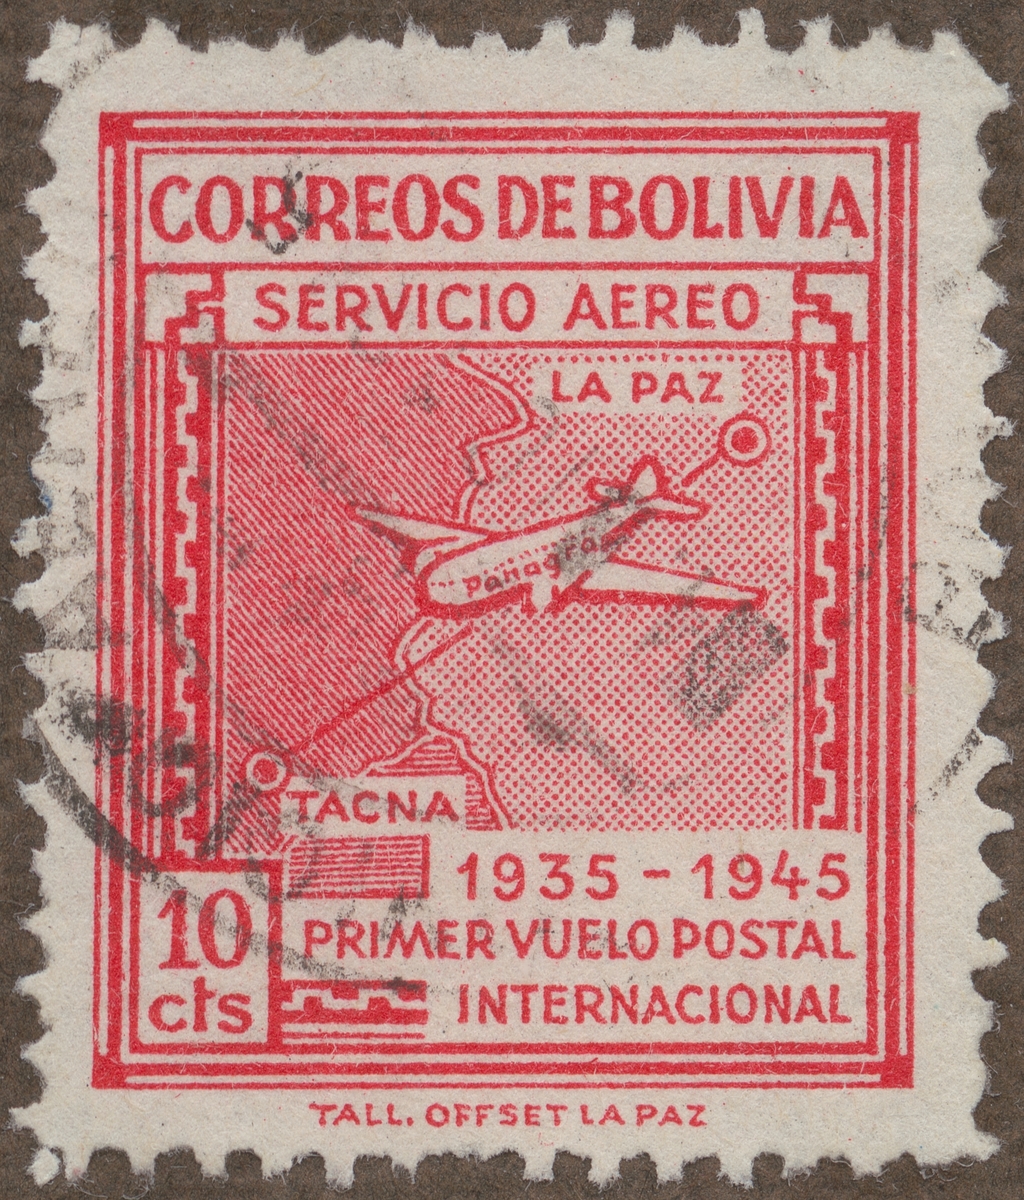 CORREOS DE BOLIVIA
SERVICIO AEREO
LA PAZ
Panagra
TACNA
1935 - 1945
10
cts
PRIMER VUELO POSTAL
INTERNACIONAL
TALL. OFFSET LA PAZ